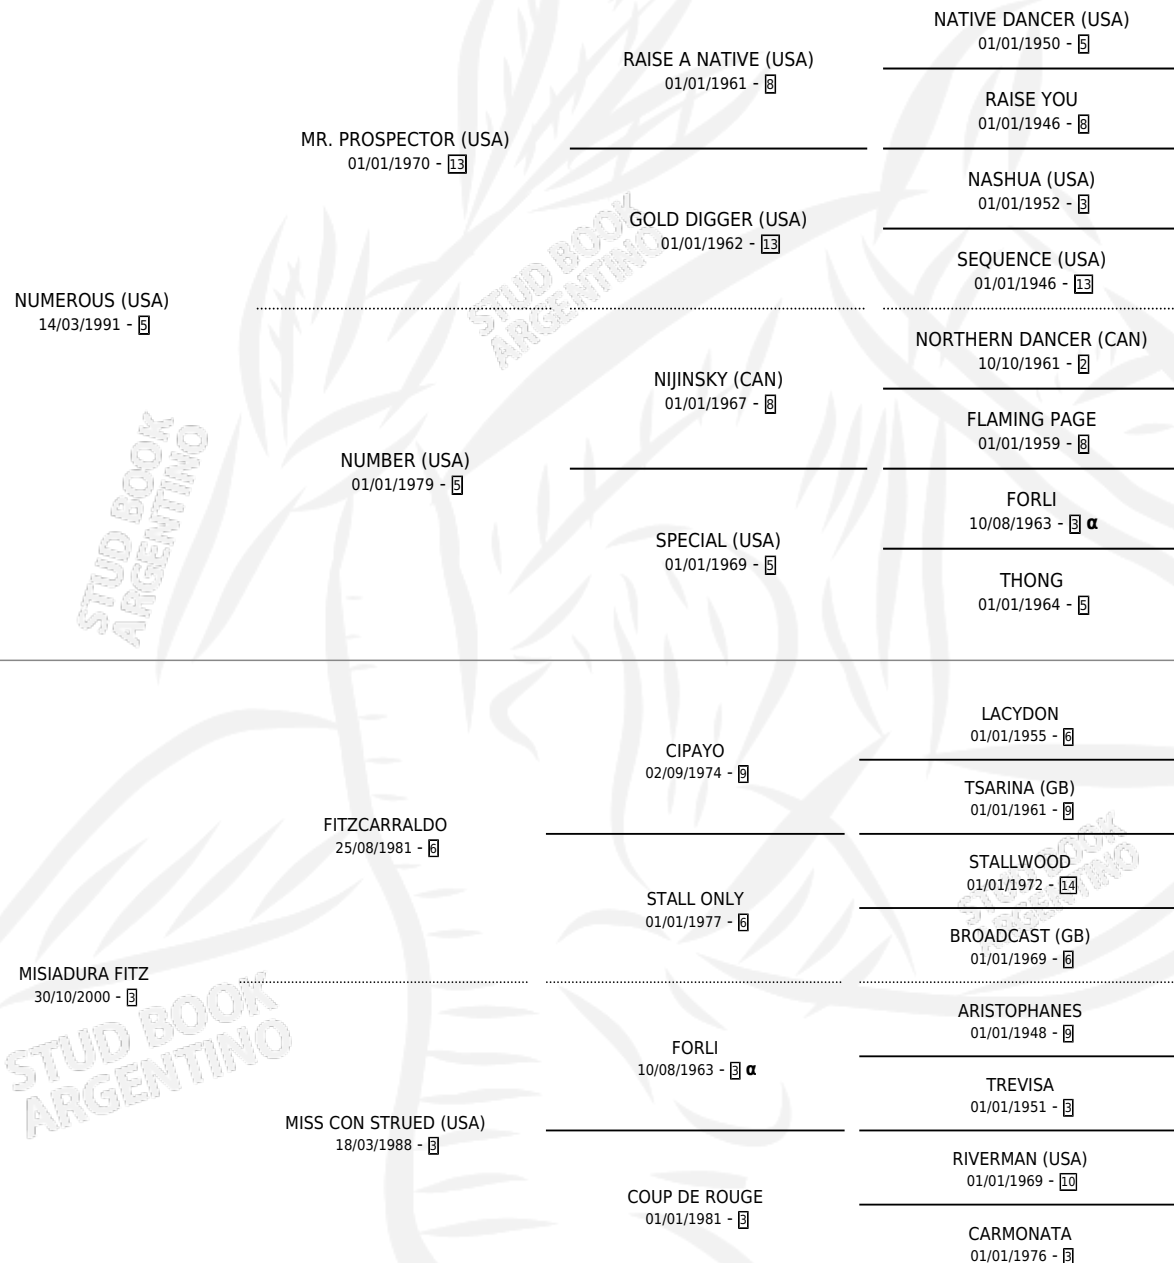 NATIVE DANCER (USA)
01/01/1950 - 5
RAISE A NATIVE (USA)
01/01/1961 - 8
RAISE YOU
01/01/1946 - 8
MR. PROSPECTOR (USA)
01/01/1970 - 13
NASHUA (USA)
01/01/1952 - 3
GOLD DIGGER (USA)
01/01/1962 - 13
SEQUENCE (USA)
01/01/1946 - 13
NUMEROUS (USA)
14/03/1991 - 5
NORTHERN DANCER (CAN)
10/10/1961 - 2
NIJINSKY (CAN)
01/01/1967 - 8
FLAMING PAGE
01/01/1959 - 8
NUMBER (USA)
01/01/1979 - 5
FORLI
10/08/1963 - 3 α
SPECIAL (USA)
01/01/1969 - 5
THONG
01/01/1964 - 5
STUD BOOK
ARGENTINO
STUD BOOK
ARGENTINO
LACYDON
01/01/1955 - 6
CIPAYO
02/09/1974 - 9
TSARINA (GB)
01/01/1961 - 9
FITZCARRALDO
25/08/1981 - 6
STALLWOOD
01/01/1972 - 14
STALL ONLY
01/01/1977 - 6
BROADCAST (GB)
01/01/1969 - 6
MISIADURA FITZ
30/10/2000 - 3
ARISTOPHANES
01/01/1948 - 9
FORLI
10/08/1963 - 3 α
TREVISA
01/01/1951 - 3
MISS CON STRUED (USA)
18/03/1988 - 3
RIVERMAN (USA)
01/01/1969 - 10
COUP DE ROUGE
01/01/1981 - 3
CARMONATA
01/01/1976 - 3
STUD BOOK
ARGENTINO
STUD BOOK
ARGENTINO